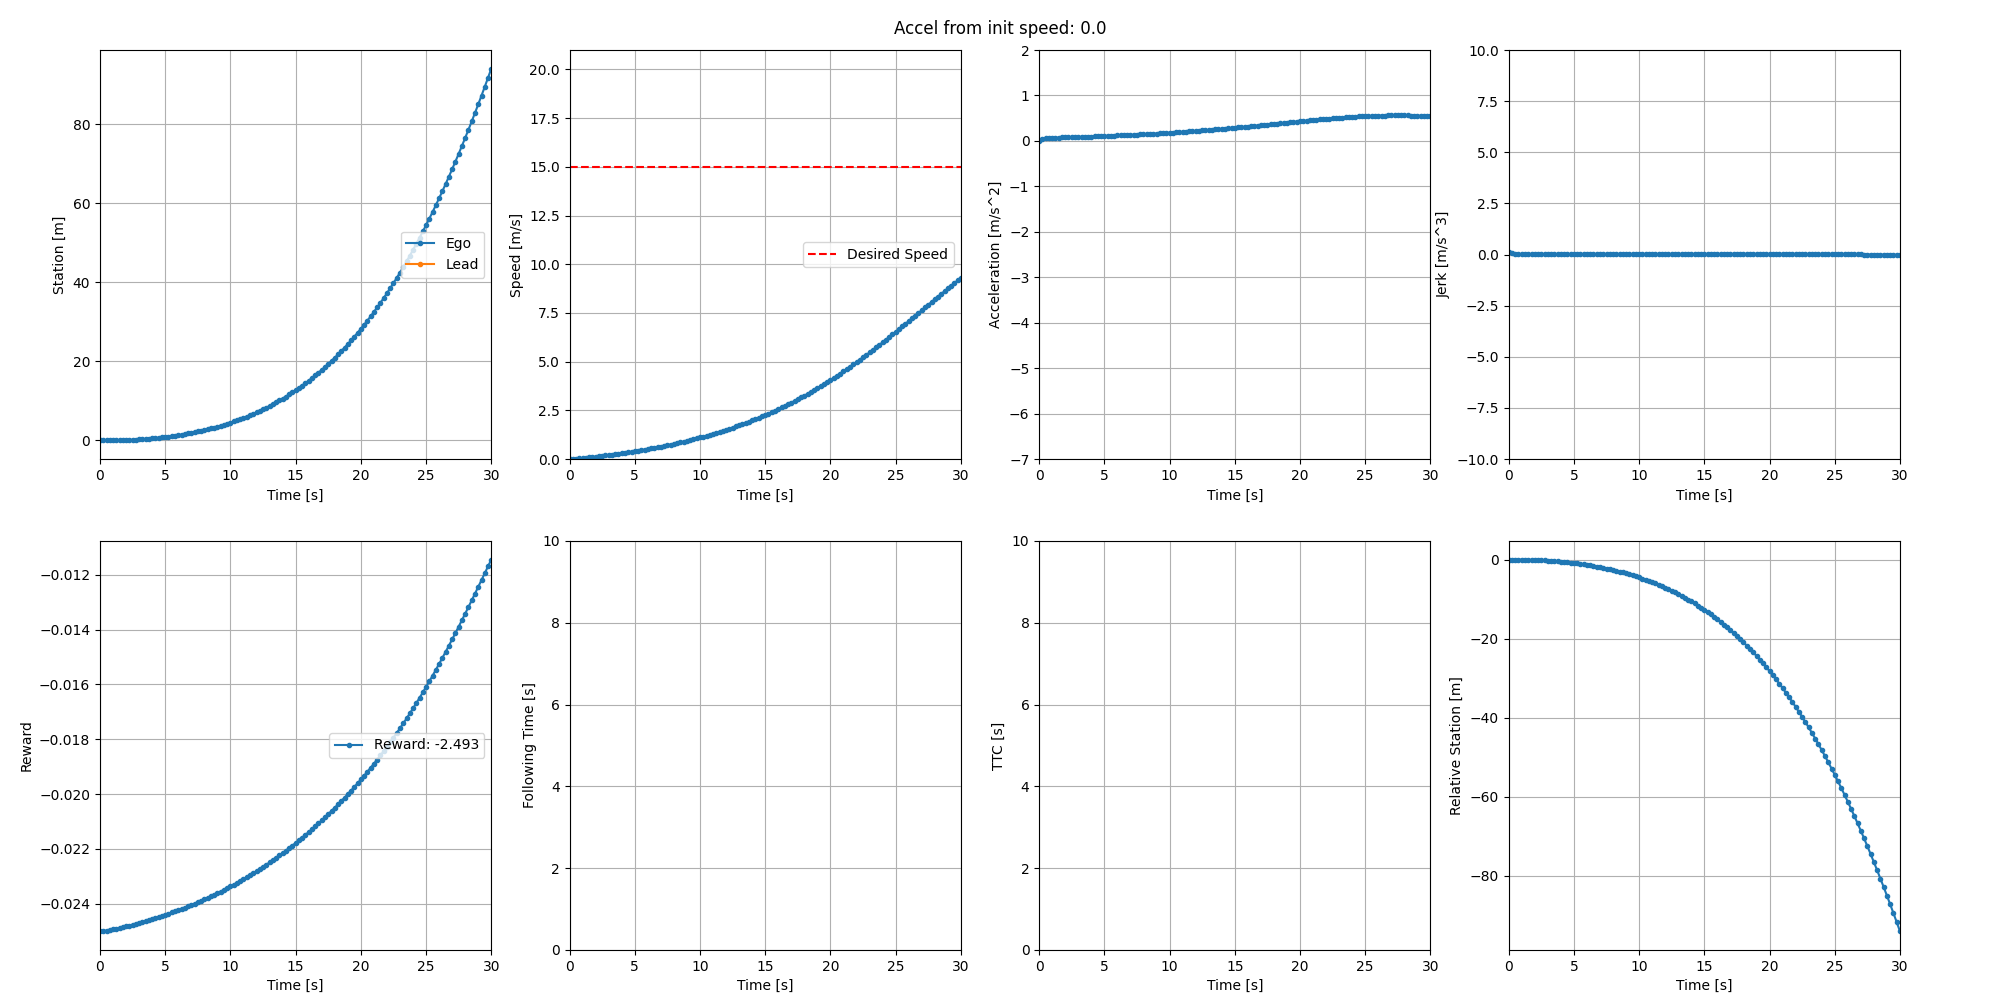 Accel from init speed: 0.0
Station [m]
80
60
40
20
0
0 5 10 15 20 25 30
Time [s]
Ego
Lead
Speed [m/s]
20.0
17.5
15.0
12.5
10.0
7.5
5.0
2.5
0.0
0 5 10 15 20 25 30
Time [s]
Desired Speed
Acceleration [m/s^2]
2
1
0
−1
−2
−3
−4
−5
−6
−7
0 5 10 15 20 25 30
Time [s]
Jerk [m/s^3]
10.0
7.5
5.0
2.5
0.0
−2.5
−5.0
−7.5
−10.0
0 5 10 15 20 25 30
Time [s]
Reward
−0.012
−0.014
−0.016
−0.018
−0.020
−0.022
−0.024
0 5 10 15 20 25 30
Time [s]
Reward: -2.493
Following Time [s]
10
8
6
4
2
0
0 5 10 15 20 25 30
Time [s]
TTC [s]
10
8
6
4
2
0
0 5 10 15 20 25 30
Time [s]
Relative Station [m]
0
−20
−40
−60
−80
0 5 10 15 20 25 30
Time [s]